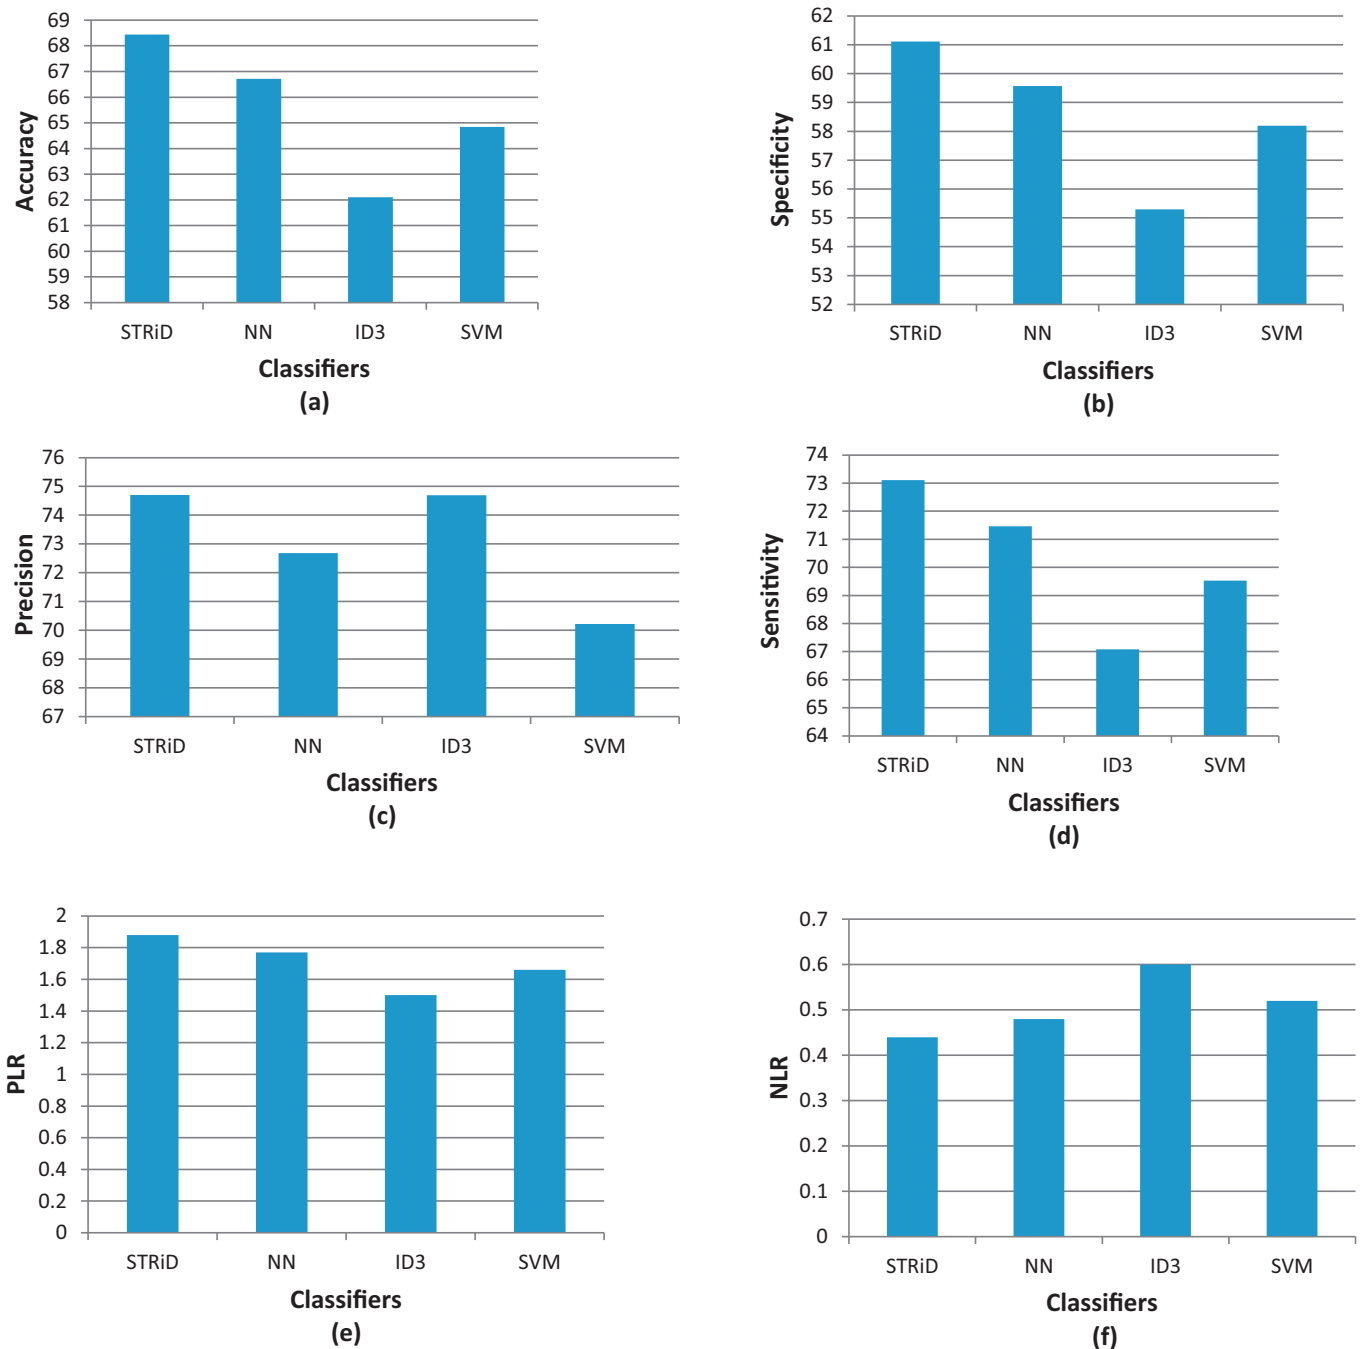 69
68
67
66
65
64
63
62
61
60
59
58
Accuracy
STRiD NN ID3 SVM
Classifiers
(a)
62
61
60
59
58
57
56
55
54
53
52
Specificity
STRiD NN ID3 SVM
Classifiers
(b)
76
75
74
73
72
71
70
69
68
67
Precision
STRiD NN ID3 SVM
Classifiers
(c)
74
73
72
71
70
69
68
67
66
65
64
Sensitivity
STRiD NN ID3 SVM
Classifiers
(d)
2
1.8
1.6
1.4
1.2
1
0.8
0.6
0.4
0.2
0
PLR
STRiD NN ID3 SVM
Classifiers
(e)
0.7
0.6
0.5
0.4
0.3
0.2
0.1
0
NLR
STRiD NN ID3 SVM
Classifiers
(f)